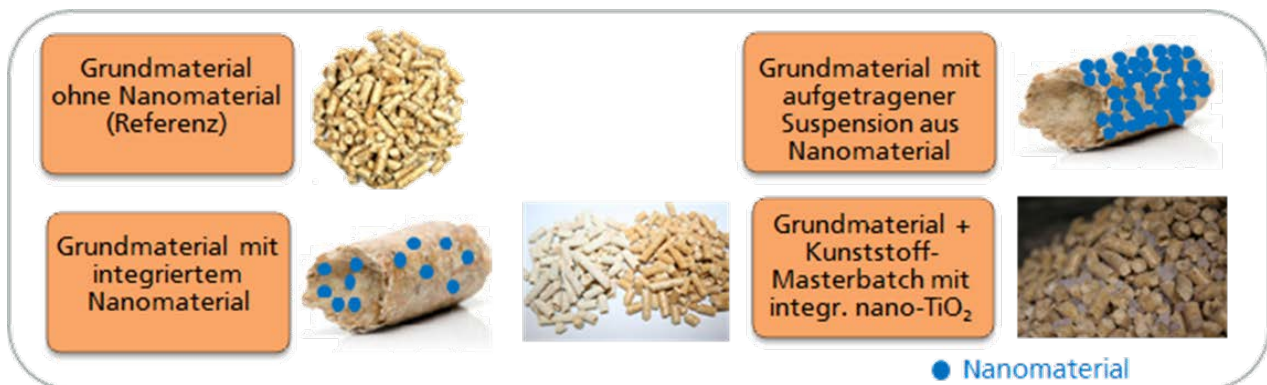 Grundmaterial
ohne Nanomaterial
(Referenz)
Grundmaterial mit
aufgetragener
Suspension aus
Nanomaterial
Grundmaterial mit
integriertem
Nanomaterial
Grundmaterial +
Kunststoff-
Masterbatch mit
integr. nano-TiO₂
Nanomaterial